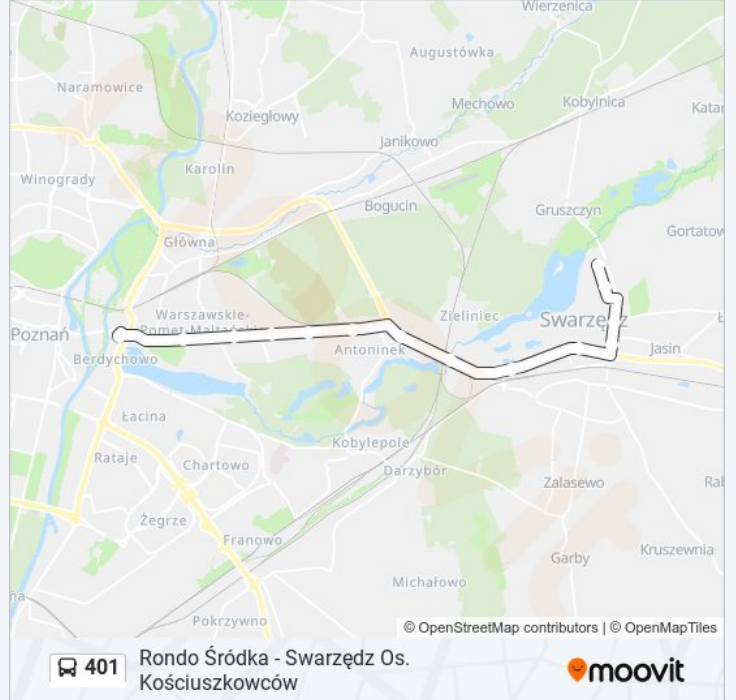 Wierzenica
Augustówka
Naramowice
Mechowo
Kobylnica
Koziegłowy
Janikowo
Karolin
Winogrady
Bogucin
Gruszczyn
Główna
Zieliniec
Warszawskie-
Swarzędz
Poznań
Antoninek
Jasin
Berdychowo
Łacina
Kobylepole
Rataje
Chartowo
Darzybór
Zalasewo
Żegrze
Franowo
Kruszewnia
Garby
Michałowo
Pokrzywno
© OpenStreetMap contributors | © OpenMapTiles
401
Rondo Śródka - Swarzędz Os.
Kościuszkowców
moovit